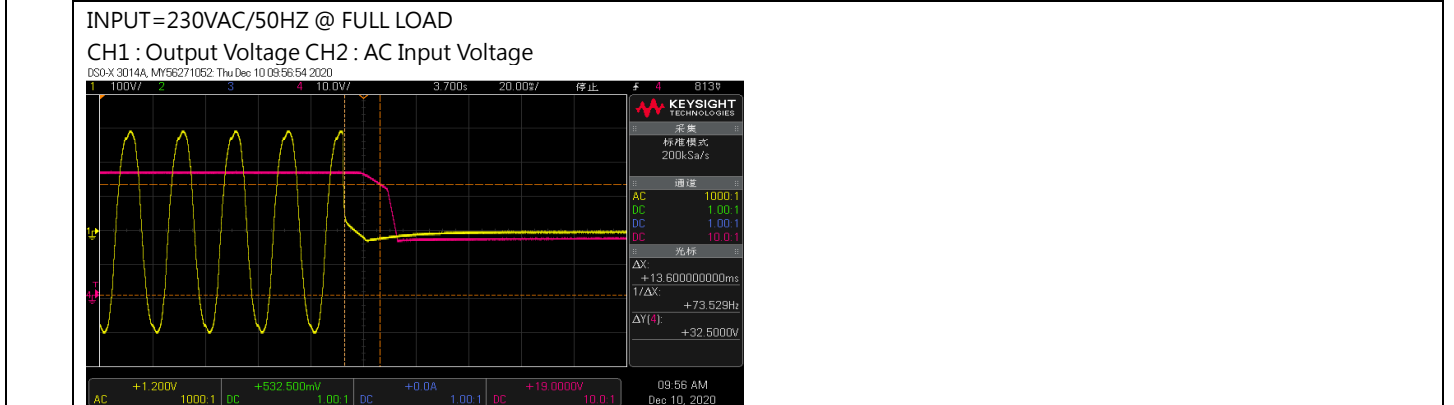 INPUT=230VAC/50HZ @ FULL LOAD
CH1 : Output Voltage CH2 : AC Input Voltage
DSO-X 3014A, MY56271052: Thu Dec 10 09:56:54 2020
1 100V/ 2 3 4 10.0V/ 3.700s 20.00ms/ 停止 4 813V
KEYSIGHT
TECHNOLOGIES
采集
标准模式
200kSa/s
通道
AC 1000:1
DC 1.00:1
DC 1.00:1
DC 10.0:1
光标
ΔX:
+13.600000000ms
1/ΔX:
+73.529Hz
ΔY(4):
+32.5000V
+1.200V +532.500mV +0.0A +19.0000V
AC 1000:1 DC 1.00:1 DC 1.00:1 DC 10.0:1
09:56 AM
Dec 10, 2020